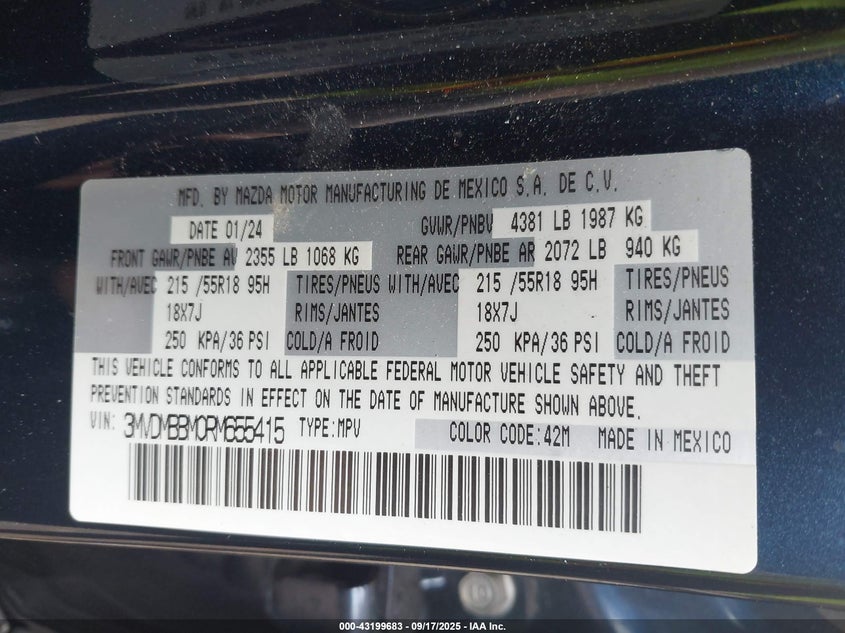 MFD. BY MAZDA MOTOR MANUFACTURING DE MEXICO S.A. DE C.V.
DATE 01/24 GVWR/PNBV 4381 LB 1987 KG
FRONT GAWR/PNBE AV 2355 LB 1068 KG REAR GAWR/PNBE AR 2072 LB 940 KG
WITH/AVEC 215 /55R18 95H TIRES/PNEUS WITH/AVEC 215 /55R18 95H TIRES/PNEUS
18X7J RIMS/JANTES 18X7J RIMS/JANTES
250 KPA/36 PSI COLD/A FROID 250 KPA/36 PSI COLD/A FROID
THIS VEHICLE CONFORMS TO ALL APPLICABLE FEDERAL MOTOR VEHICLE SAFETY AND THEFT
PREVENTION STANDARDS IN EFFECT ON THE DATE OF MANUFACTURE SHOWN ABOVE.
VIN: 3MVDMBBM0RM655415 TYPE:MPV COLOR CODE:42M MADE IN MEXICO
000-43199683 - 09/17/2025 - IAA Inc.